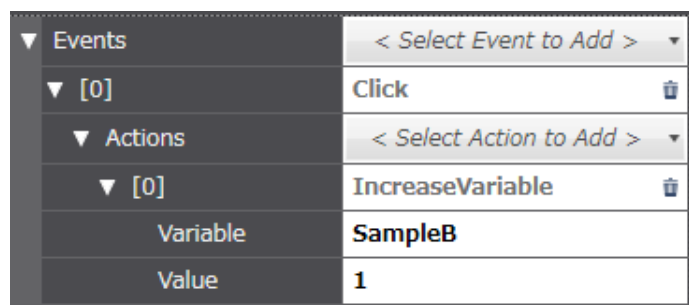 Events < Select Event to Add >
[0] Click
Actions < Select Action to Add >
[0] IncreaseVariable
Variable SampleB
Value 1